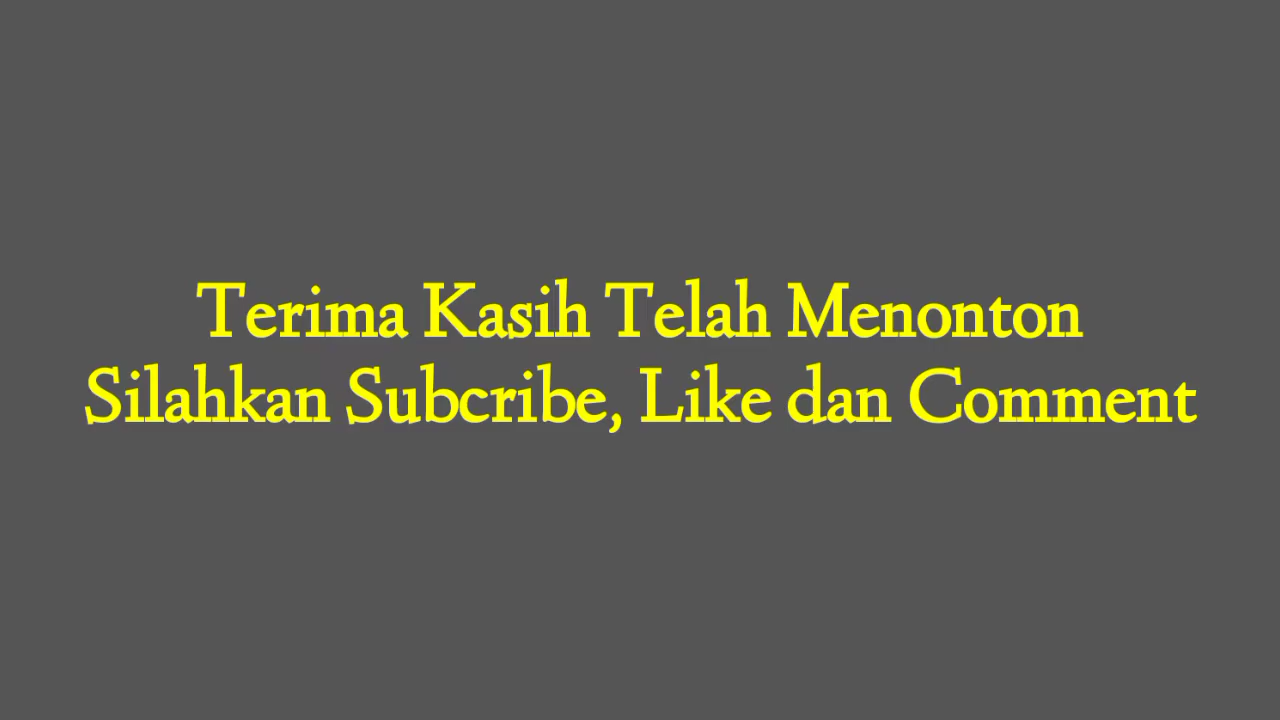 Terima Kasih Telah Menonton
Silahkan Subcribe, Like dan Comment